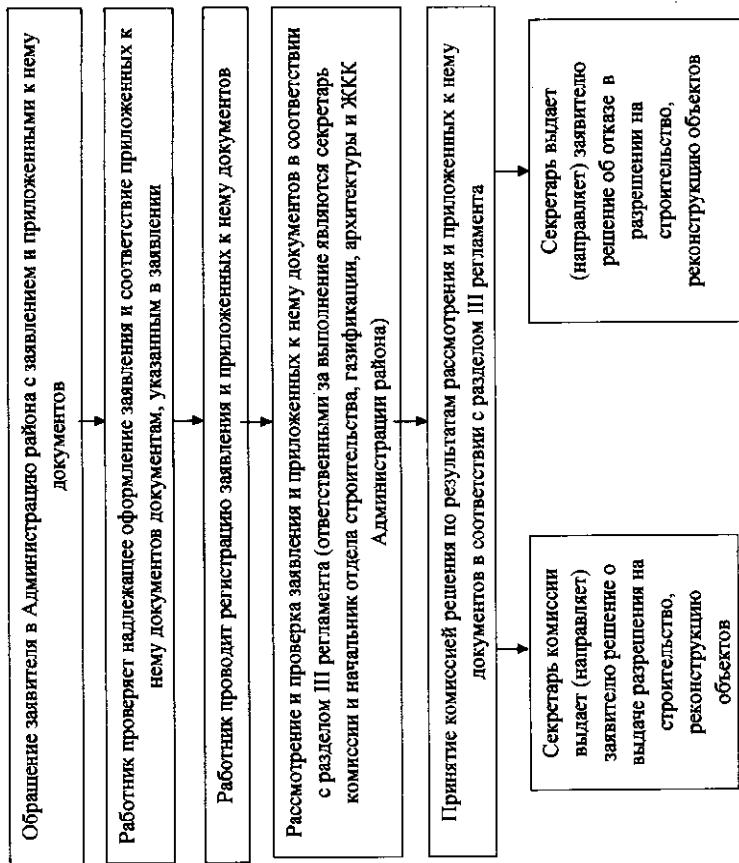 Обращение заявителя в Администрацию района с заявлением и приложенными к нему
документов
Работник проверяет надлежащее оформление заявления и соответствие приложенных к
нему документов документам, указанным в заявлении
Работник проводит регистрацию заявления и приложенных к нему документов
Рассмотрение и проверка заявления и приложенных к нему документов в соответствии
с разделом III регламента (ответственными за выполнение являются секретарь
комиссии и начальник отдела строительства, газификации, архитектуры и ЖКК
Администрации района)
Принятие комиссией решения по результатам рассмотрения и приложенных к нему
документов в соответствии с разделом III регламента
Секретарь комиссии
выдает (направляет)
заявителю решение о
выдаче разрешения на
строительство,
реконструкцию
объектов
Секретарь выдает
(направляет) заявителю
решение об отказе в
разрешении на
строительство,
реконструкцию объектов